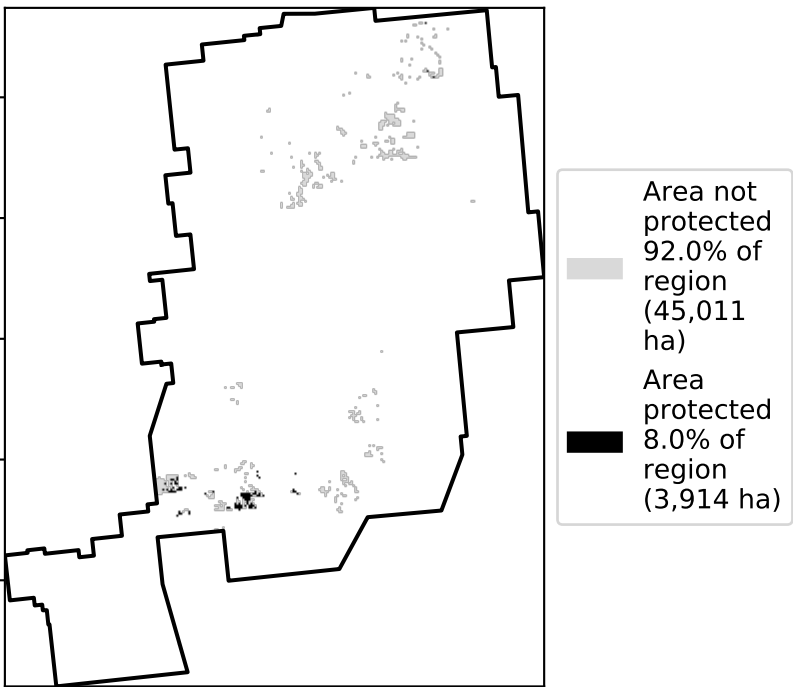 Area not
protected
92.0% of
region
(45,011
ha)
Area
protected
8.0% of
region
(3,914 ha)